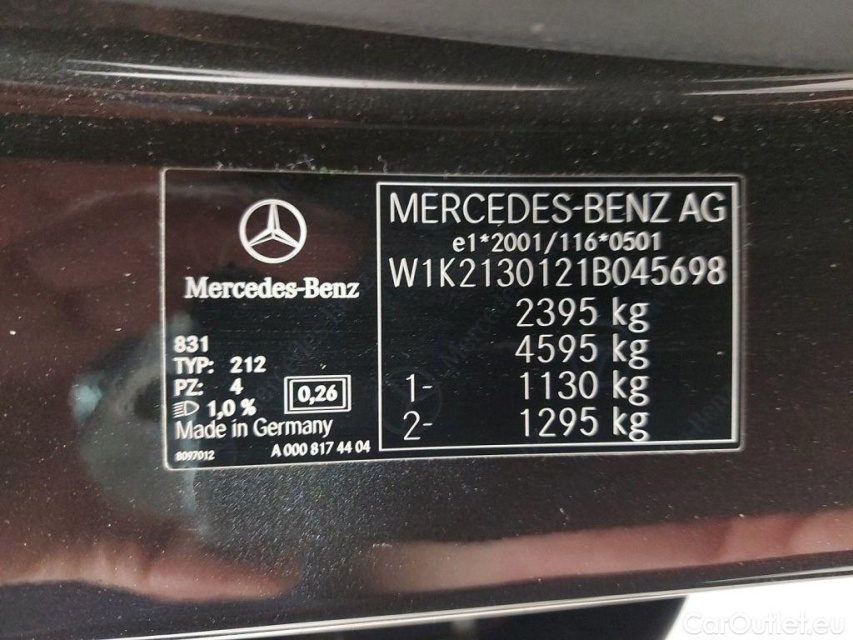 Mercedes-Benz
831
TYP: 212
PZ: 4
1,0 %
0,26
Made in Germany
8097012
A 000 817 44 04
MERCEDES-BENZ AG
e1*2001/116*0501
W1K2130121B045698
2395 kg
4595 kg
1- 1130 kg
2- 1295 kg
CarOutlet.eu